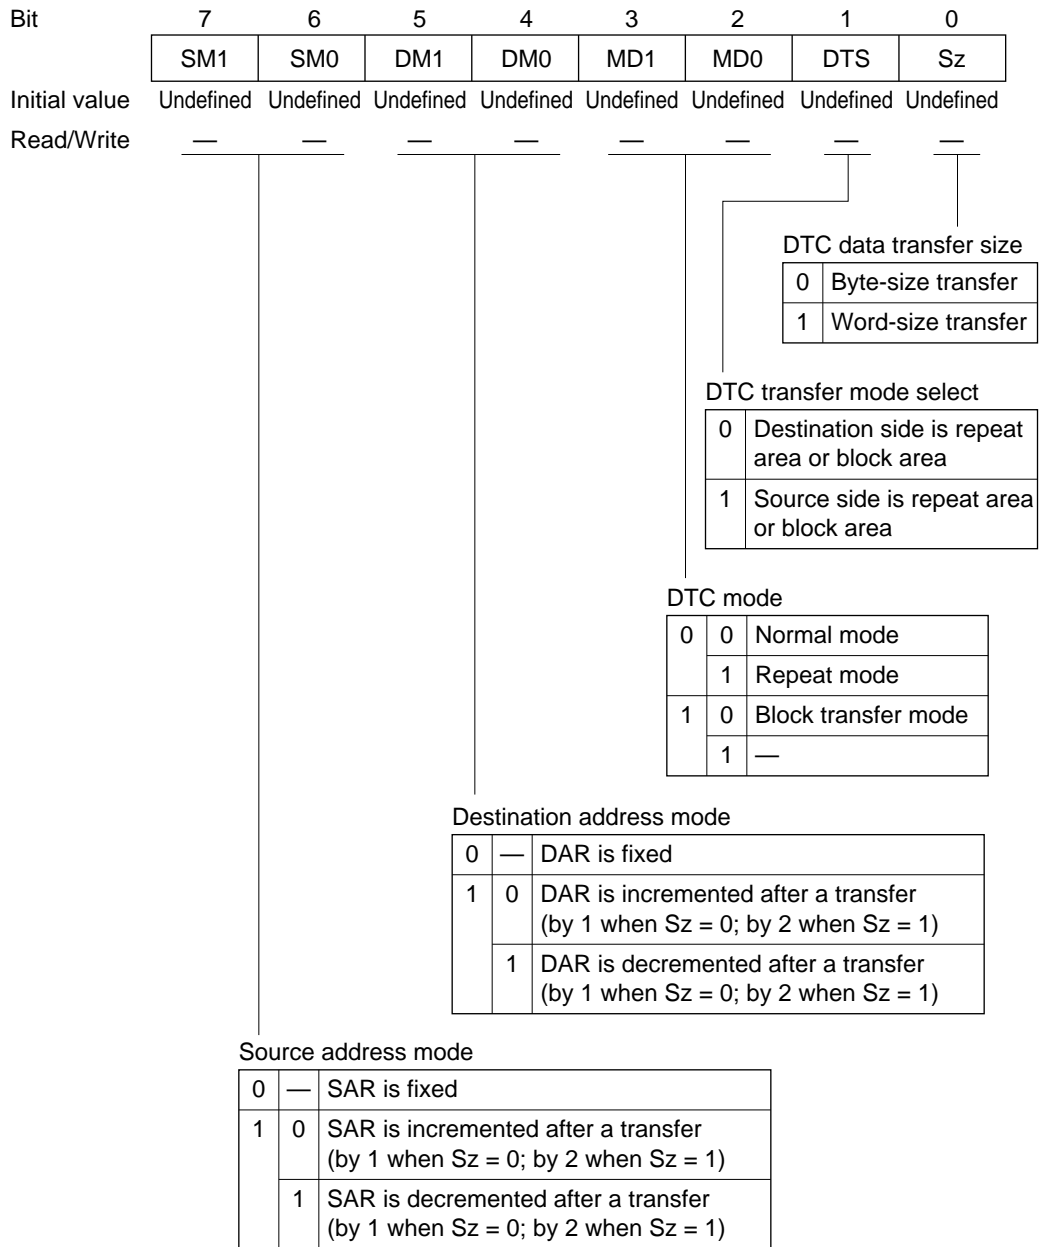 Bit 7 6 5 4 3 2 1 0
SM1 SM0 DM1 DM0 MD1 MD0 DTS Sz
Initial value Undefined Undefined Undefined Undefined Undefined Undefined Undefined Undefined
Read/Write — — — — — — — —
DTC data transfer size
0 Byte-size transfer
1 Word-size transfer
DTC transfer mode select
0 Destination side is repeat
area or block area
1 Source side is repeat area
or block area
DTC mode
0 0 Normal mode
1 Repeat mode
1 0 Block transfer mode
1 —
Destination address mode
0 — DAR is fixed
1 0 DAR is incremented after a transfer
(by 1 when Sz = 0; by 2 when Sz = 1)
1 DAR is decremented after a transfer
(by 1 when Sz = 0; by 2 when Sz = 1)
Source address mode
0 — SAR is fixed
1 0 SAR is incremented after a transfer
(by 1 when Sz = 0; by 2 when Sz = 1)
1 SAR is decremented after a transfer
(by 1 when Sz = 0; by 2 when Sz = 1)